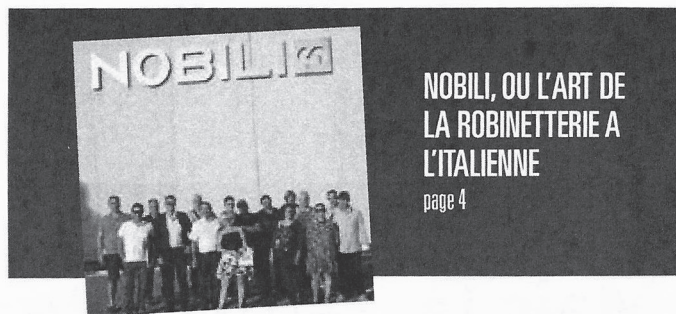 NOBILI
NOBILI, OU L'ART DE
LA ROBINETTERIE A
L'ITALIENNE
page 4